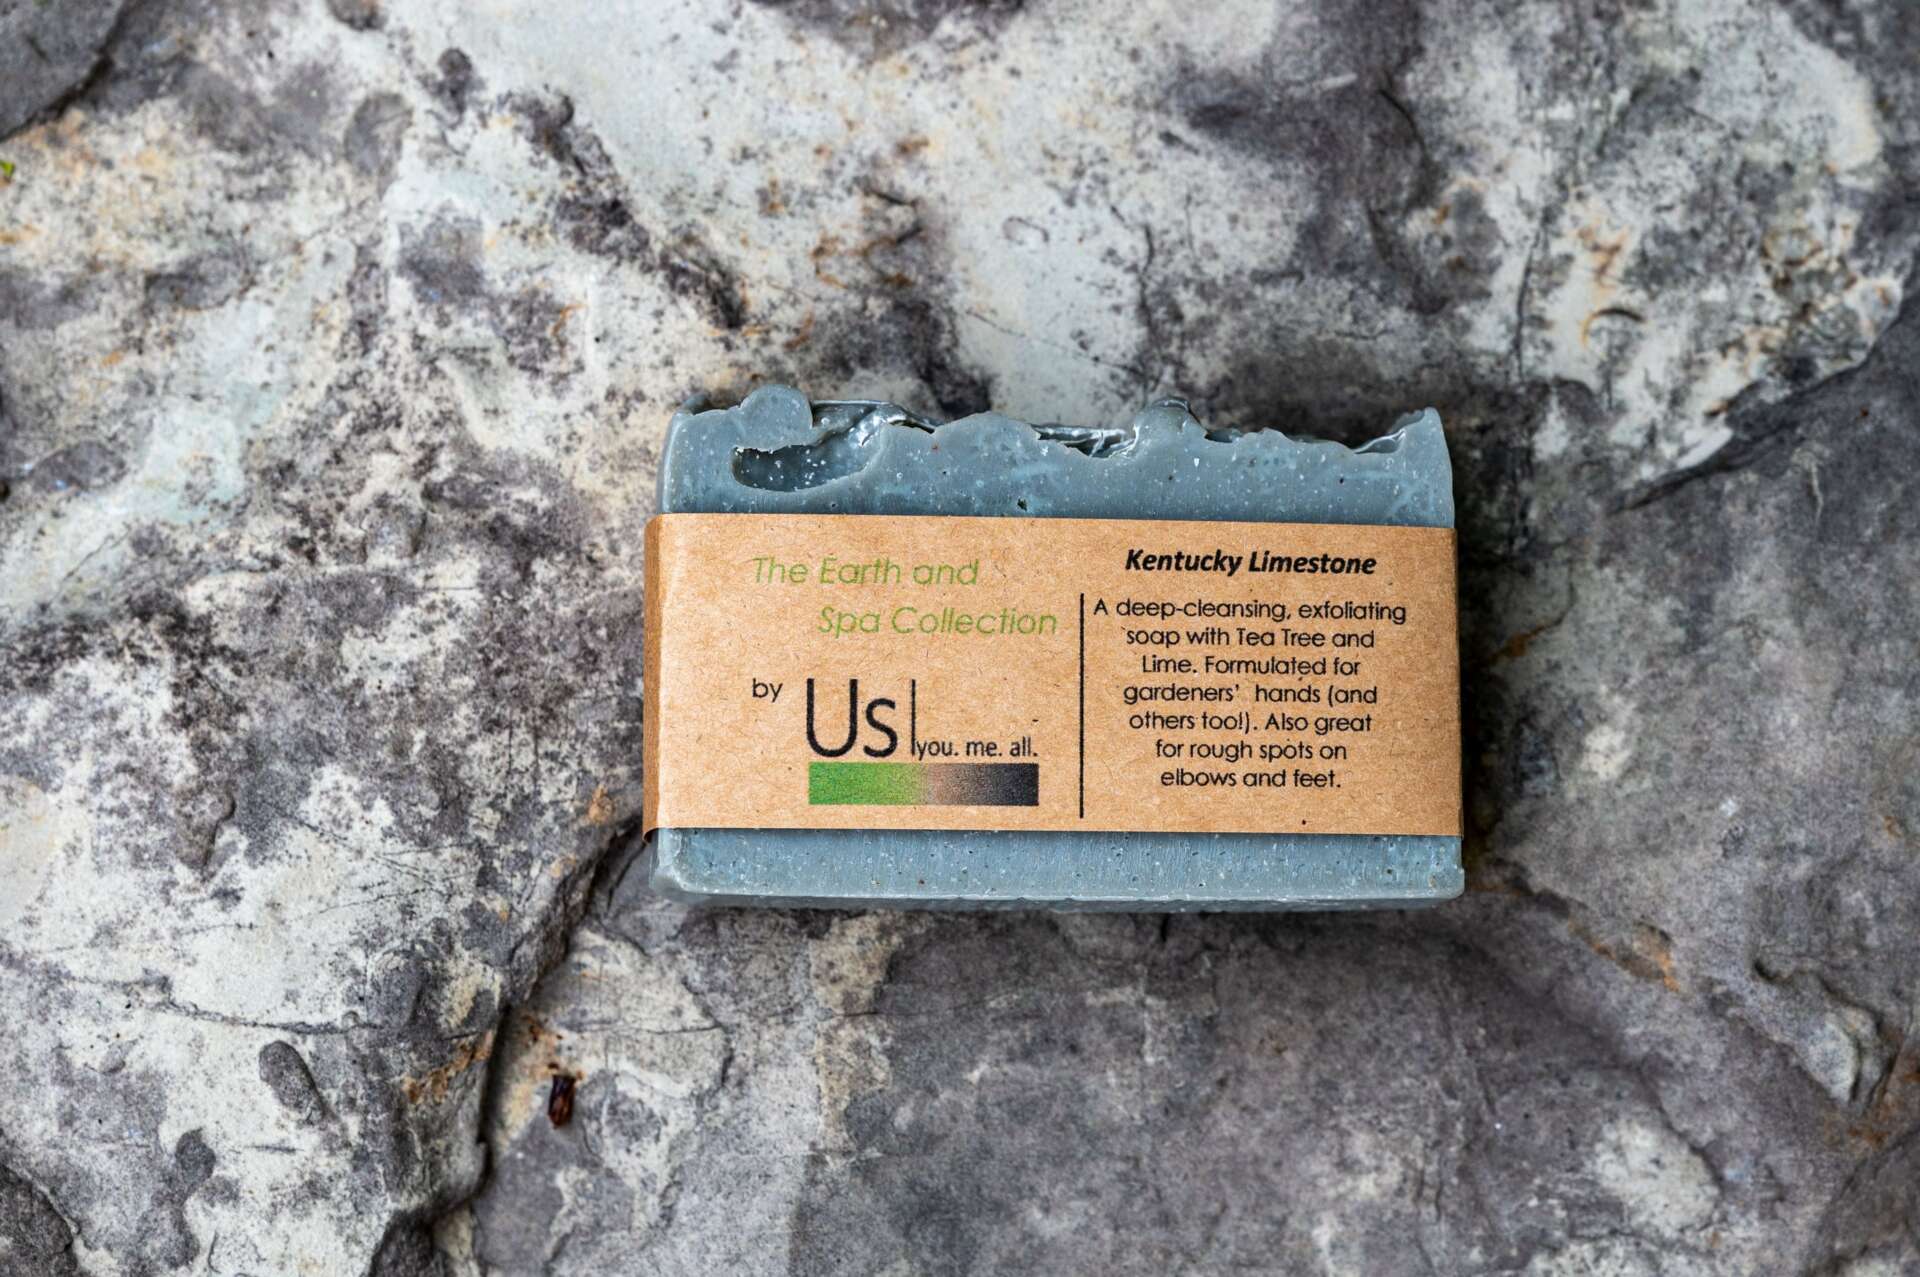 The Earth and
Spa Collection
by Us | you. me. all.
Kentucky Limestone
A deep-cleansing, exfoliating
soap with Tea Tree and
Lime. Formulated for
gardeners' hands (and
others too!). Also great
for rough spots on
elbows and feet.